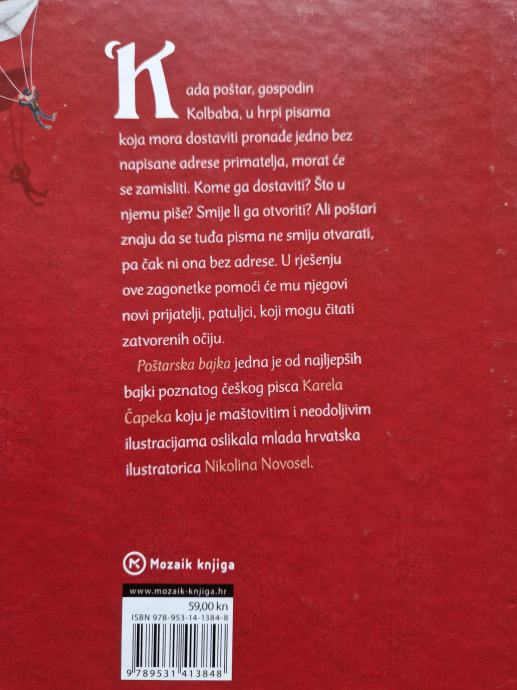 Kada poštar, gospodin
Kolbaba, u hrpi pisama
koja mora dostaviti pronađe jedno bez
napisane adrese primatelja, morat će
se zamisliti. Kome ga dostaviti? Što u
njemu piše? Smije li ga otvoriti? Ali poštari
znaju da se tuđa pisma ne smiju otvarati,
pa čak ni ona bez adrese. U rješenju
ove zagonetke pomoći će mu njegovi
novi prijatelji, patuljci, koji mogu čitati
zatvorenih očiju.
Poštarska bajka jedna je od najljepših
bajki poznatog češkog pisca Karela
Čapeka koju je maštovitim i neodoljivim
ilustracijama oslikala mlada hrvatska
ilustratorica Nikolina Novosel.
Mozaik knjiga
www.mozaik-knjiga.hr
59,00 kn
ISBN 978-953-14-1384-8
9 789531 413848